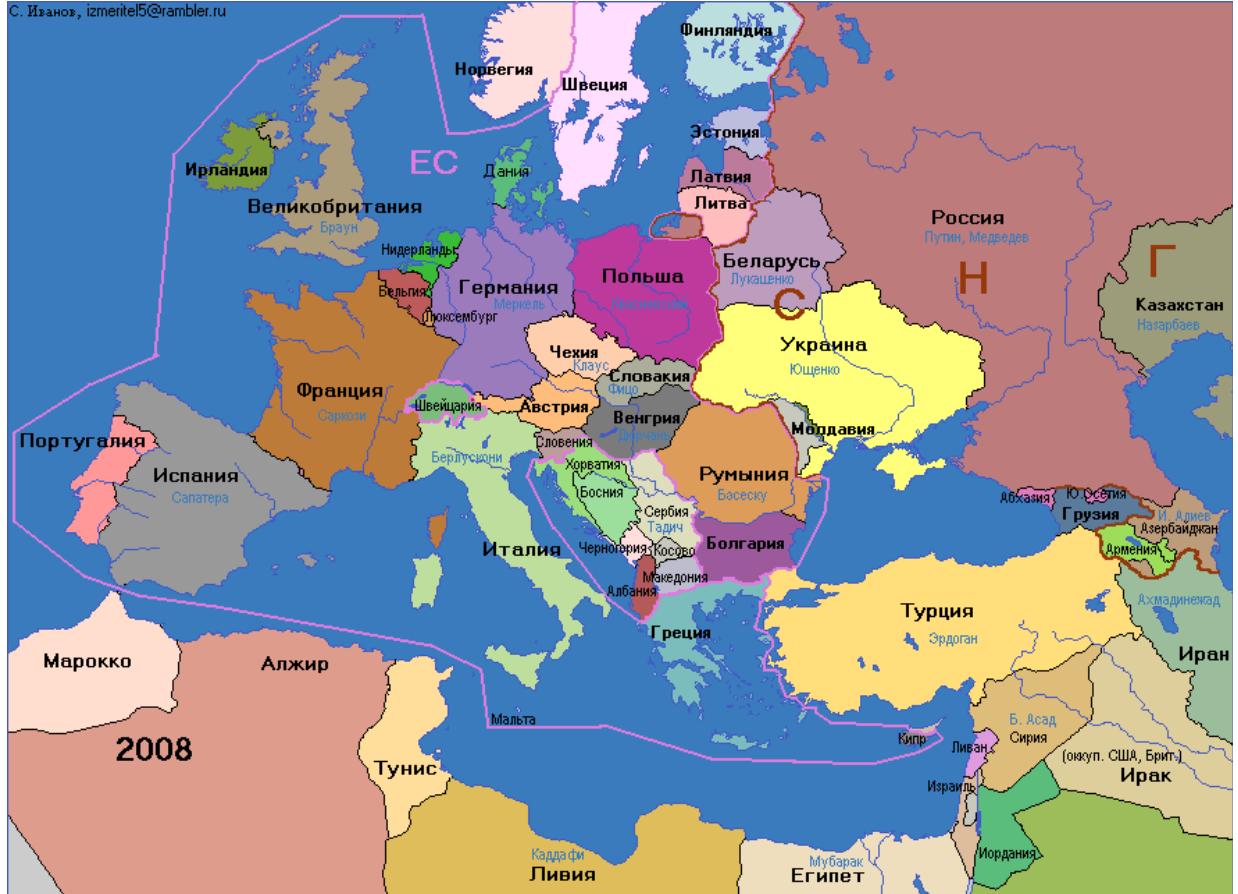 С. Иванов, izmeritel5@rambler.ru
Финляндия
Норвегия
Швеция
Эстония
ЕС
Дания
Ирландия
Латвия
Литва
Великобритания
Браун
Россия
Путин, Медведев
Нидерланды
Беларусь
Лукашенко
С
Н
Г
Казахстан
Назарбаев
Польша
Германия
Меркель
Бельгия
Люксембург
Чехия
Клаус
Украина
Ющенко
Словакия
Фицо
Франция
Саркози
Швейцария
Австрия
Венгрия
Дюрчань
Молдавия
Португалия
Испания
Сапатера
Словения
Берлускони
Хорватия
Румыния
Басеску
Босния
Сербия
Тадич
Абхазия
Ю.Осетия
Грузия
И. Алиев
Азербайджан
Италия
Черногория
Косово
Болгария
Армения
Македония
Албания
Турция
Эрдоган
Ахмадинежад
Греция
Иран
Марокко
Алжир
Мальта
Кипр
Ливан
Б. Асад
Сирия
2008
Тунис
(оккуп. США, Брит.)
Ирак
Израиль
Иордания
Каддафи
Ливия
Мубарак
Египет